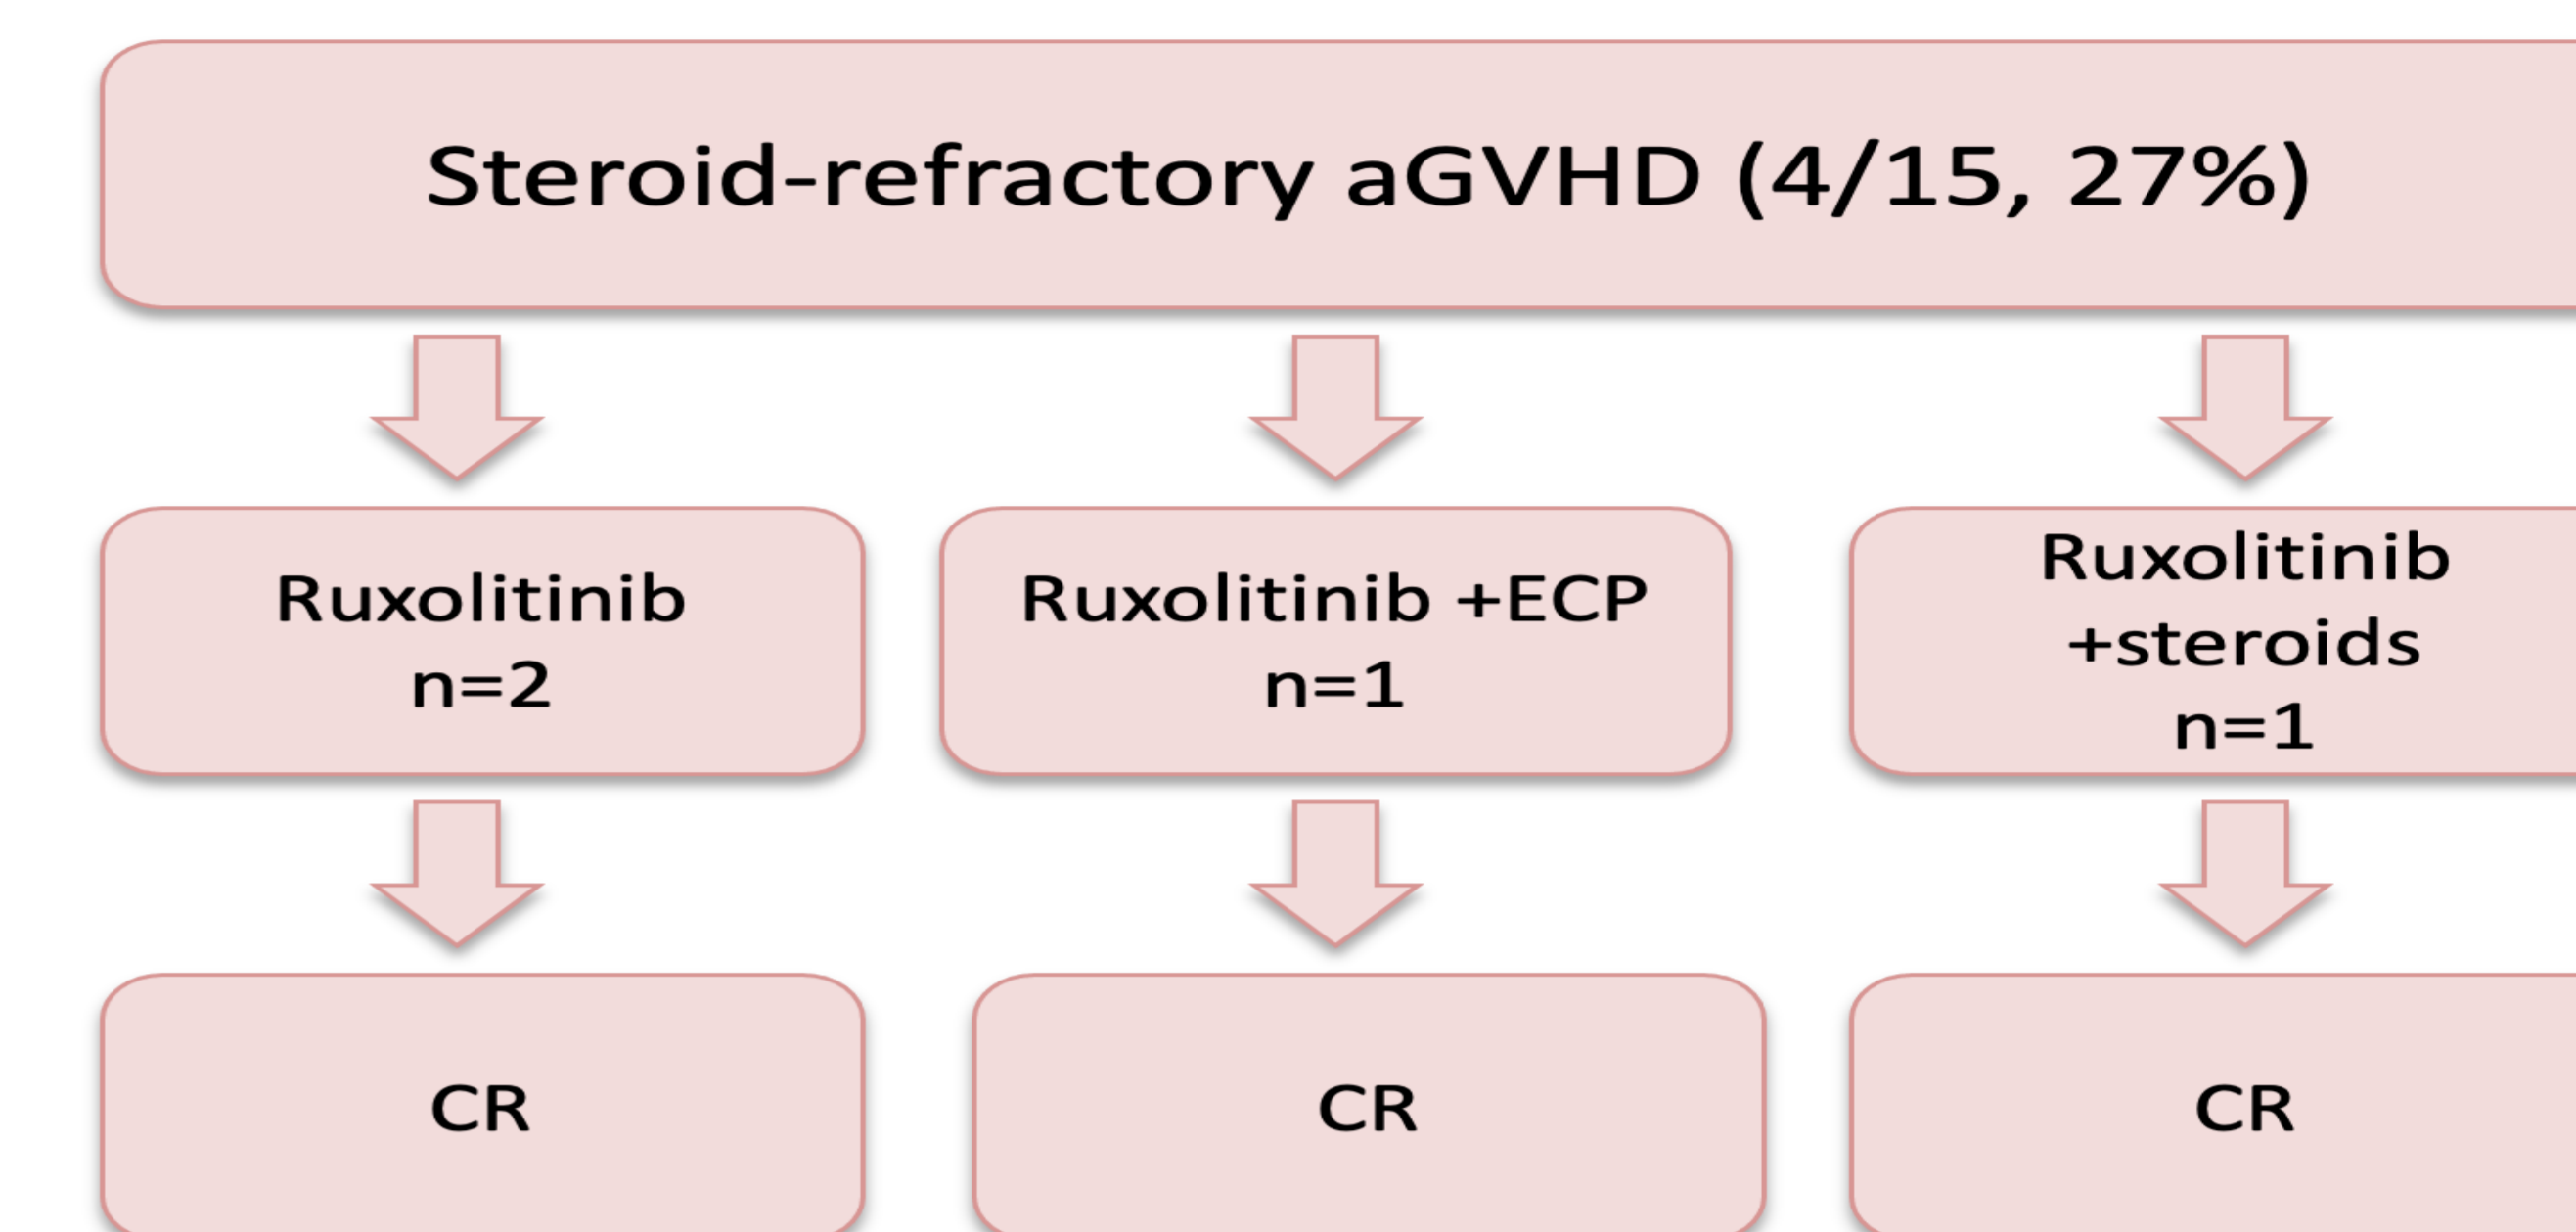 Steroid-refractory aGVHD (4/15, 27%)
Ruxolitinib
n=2
Ruxolitinib +ECP
n=1
Ruxolitinib
+steroids
n=1
CR
CR
CR